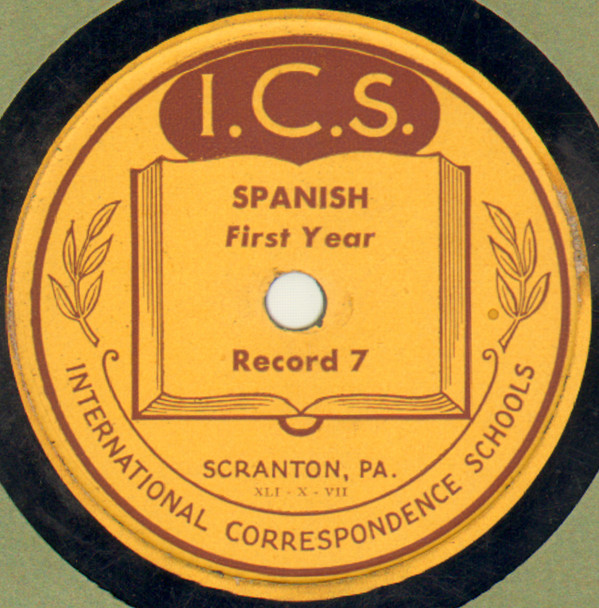 I.C.S.
SPANISH
First Year
Record 7
SCRANTON, PA.
XLI - X - VII
INTERNATIONAL CORRESPONDENCE SCHOOLS